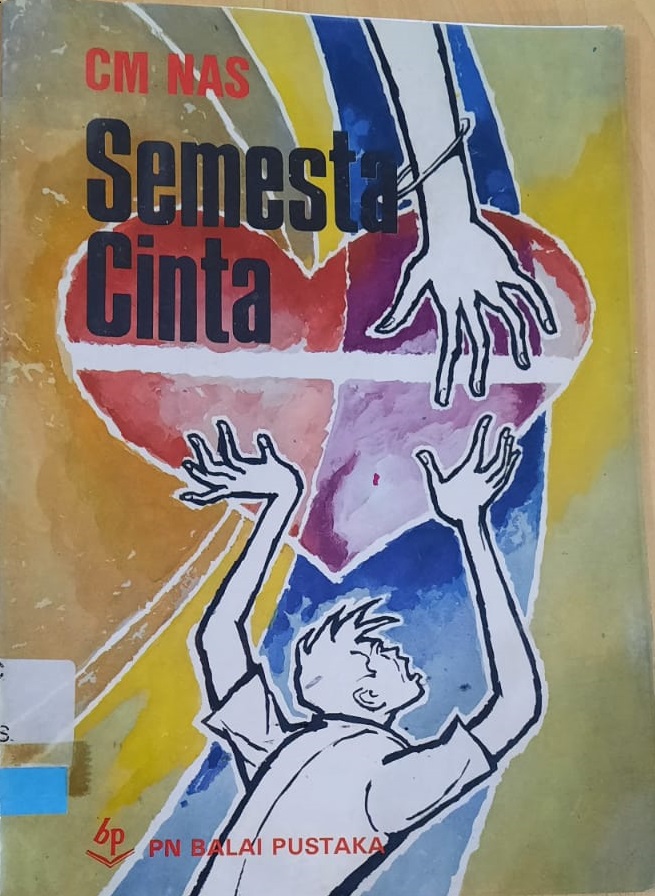 CM NAS
Semesta
Cinta
S.
bp
PN BALAI PUSTAKA